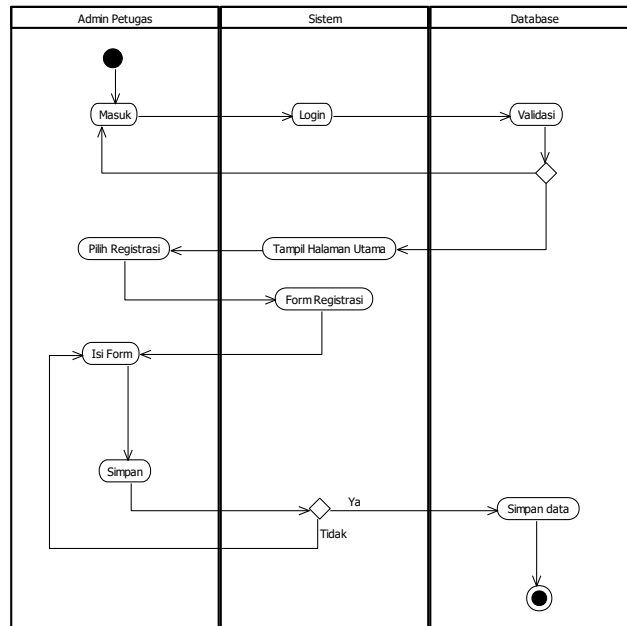 Admin Petugas
Sistem
Database
Masuk
Login
Validasi
Pilih Registrasi
Tampil Halaman Utama
Form Registrasi
Isi Form
Simpan
Ya
Simpan data
Tidak